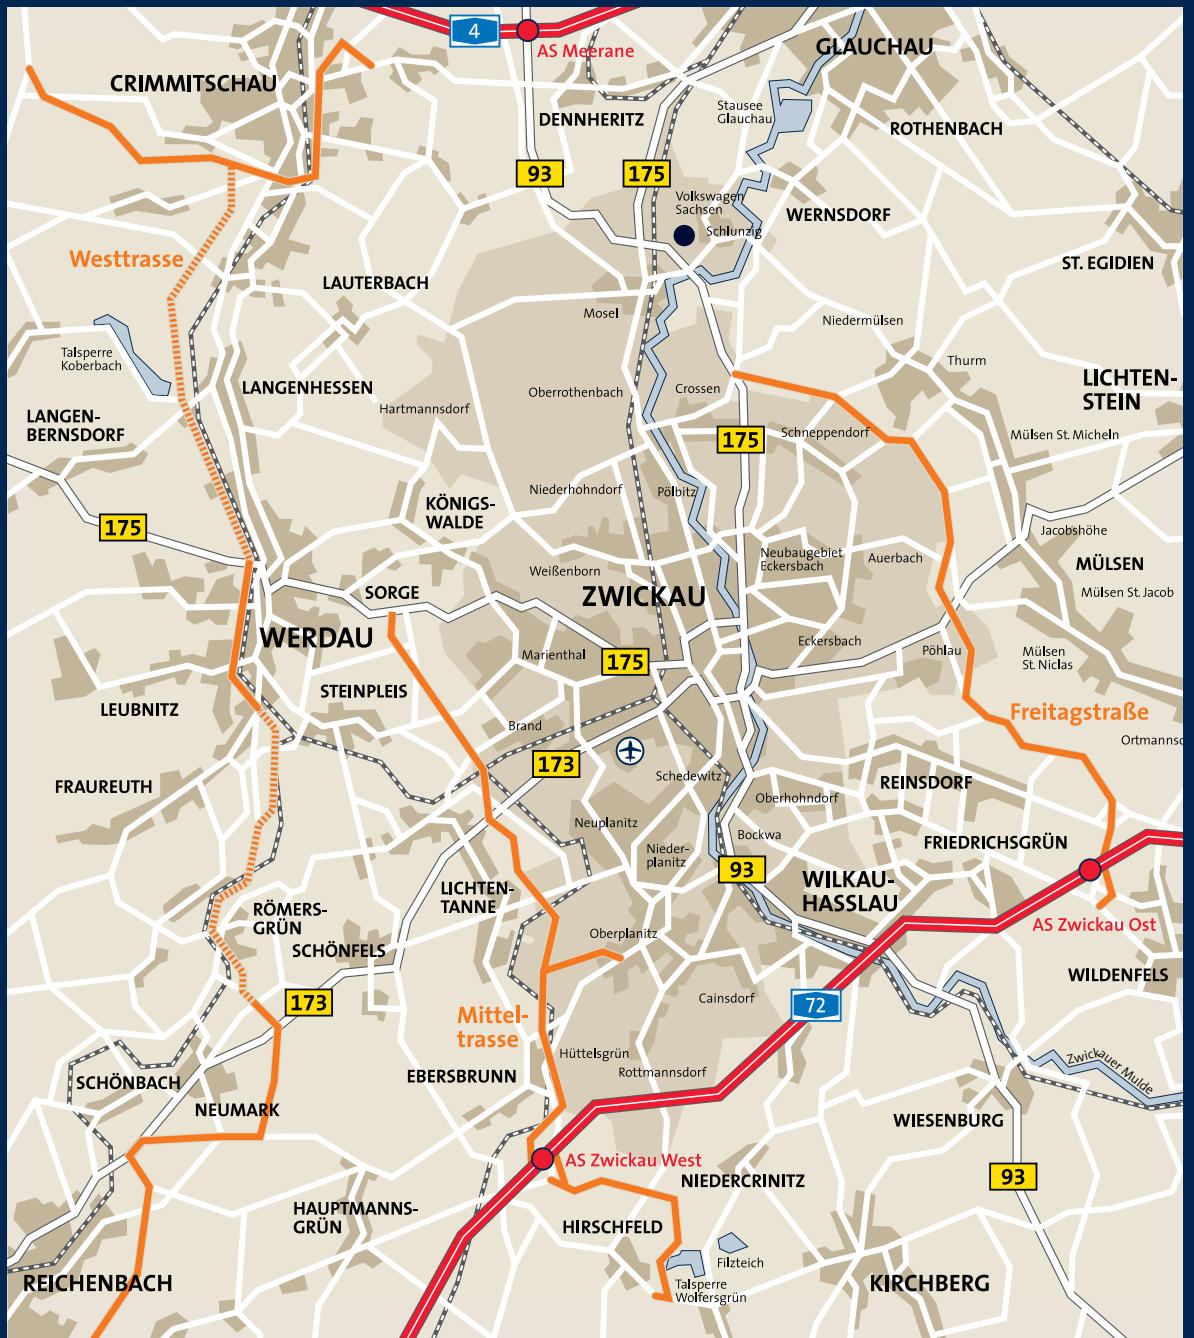 4
AS Meerane
GLAUCHAU
CRIMMITSCHAU
Stausee
Glauchau
DENNHERITZ
ROTHENBACH
93
175
Volkswagen
Sachsen
WERNSDORF
Schlunzig
Westtrasse
ST. EGIDIEN
LAUTERBACH
Mosel
Niedermülsen
Talsperre
Koberbach
Thurm
LANGENHESSEN
Oberrothenbach
Crossen
LICHTEN-
STEIN
Hartmannsdorf
LANGEN-
BERNSDORF
175
Schneppendorf
Mülsen St. Micheln
Niederhohndorf
Pölbitz
KÖNIGS-
WALDE
175
Jacobshöhe
Neubaugebiet
Eckersbach
Auerbach
MÜLSEN
Weißenborn
SORGE
ZWICKAU
Mülsen St. Jacob
WERDAU
Eckersbach
Marienthal
175
Pöhlau
Mülsen
St. Niclas
STEINPLEIS
LEUBNITZ
Freitagstraße
Brand
Ortmannsd
173
Schedewitz
FRAUREUTH
REINSDORF
Oberhohndorf
Neuplanitz
Bockwa
Nieder-
planitz
FRIEDRICHSGRÜN
93
LICHTEN-
TANNE
WILKAU-
HASSLAU
RÖMERS-
GRÜN
AS Zwickau Ost
Oberplanitz
SCHÖNFELS
WILDENFELS
173
Cainsdorf
72
Mittel-
trasse
Hüttelsgrün
Rottmannsdorf
Zwickauer Mulde
EBERSBRUNN
SCHÖNBACH
NEUMARK
WIESENBURG
AS Zwickau West
NIEDERCRINITZ
93
HAUPTMANNS-
GRÜN
HIRSCHFELD
Filzteich
REICHENBACH
Talsperre
Wolfersgrün
KIRCHBERG